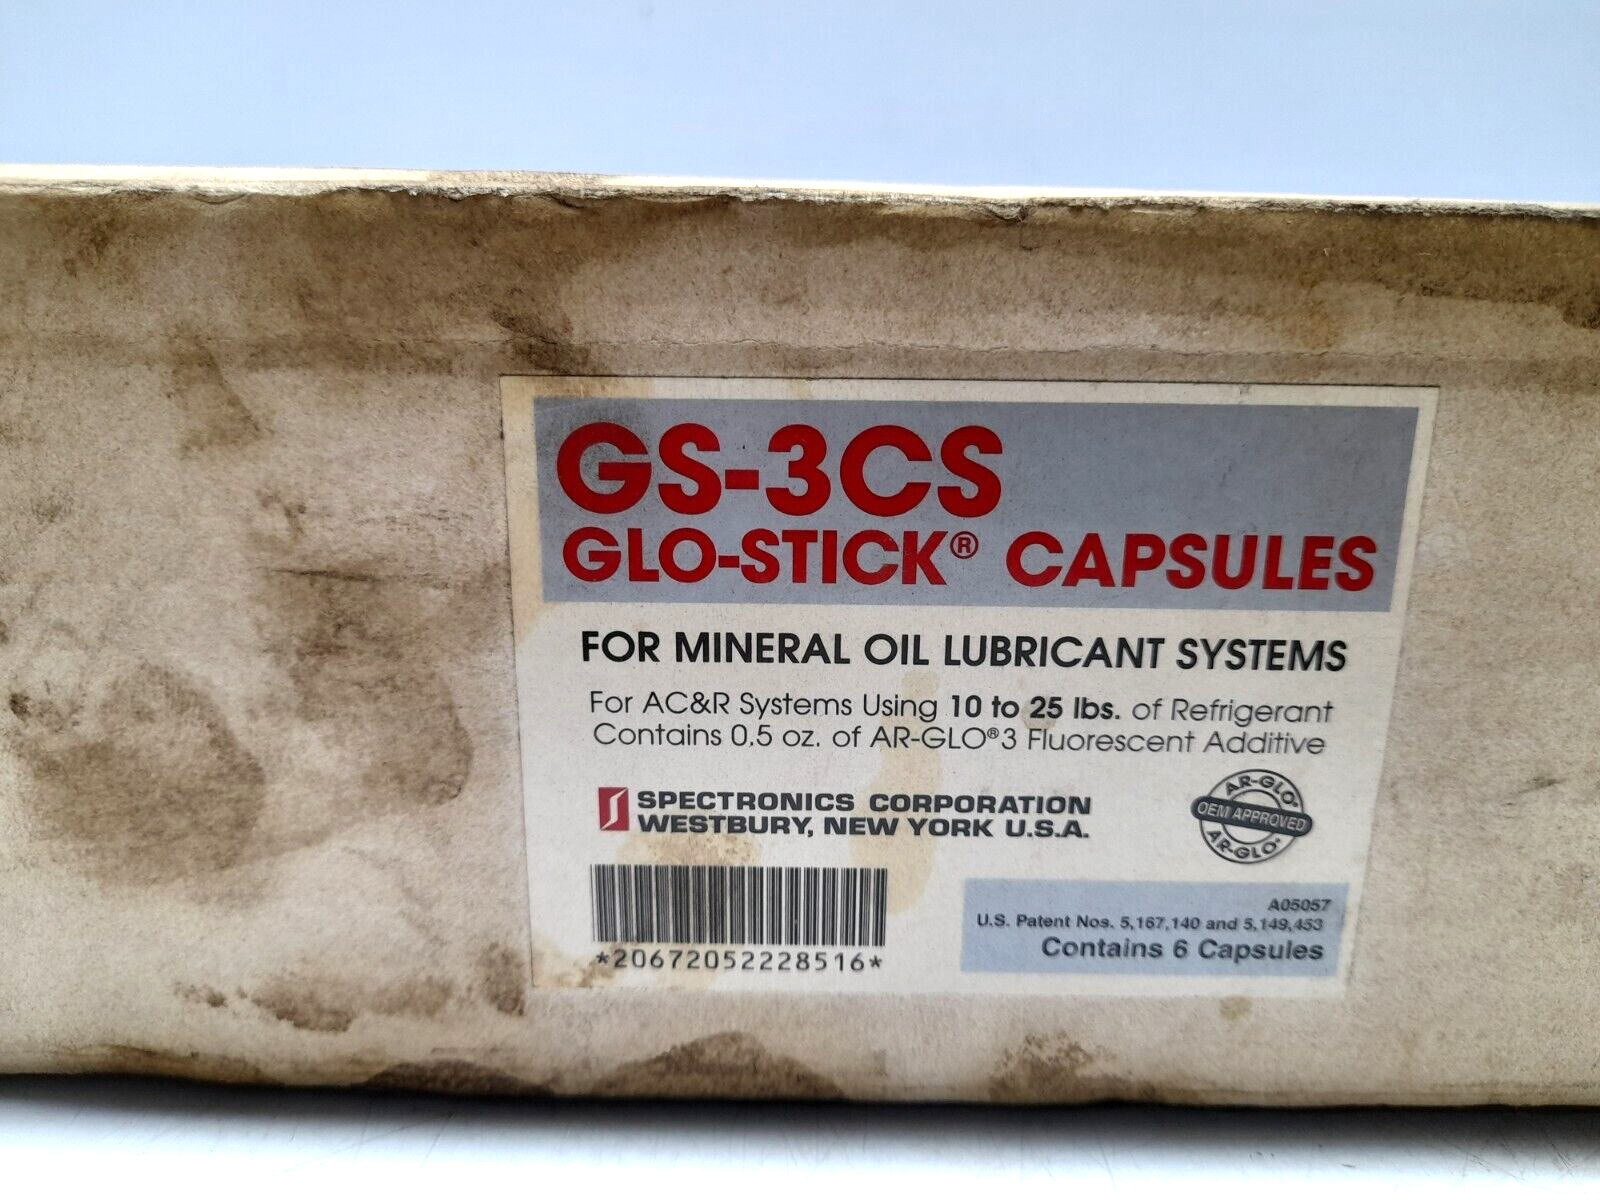 GS-3CS
GLO-STICK® CAPSULES
FOR MINERAL OIL LUBRICANT SYSTEMS
For AC&R Systems Using 10 to 25 lbs. of Refrigerant
Contains 0.5 oz. of AR-GLO®3 Fluorescent Additive
SPECTRONICS CORPORATION
WESTBURY, NEW YORK U.S.A.
AR-GLO®
OEM APPROVED
AR-GLO®
*20672052228516*
A05057
U.S. Patent Nos. 5,167,140 and 5,149,453
Contains 6 Capsules